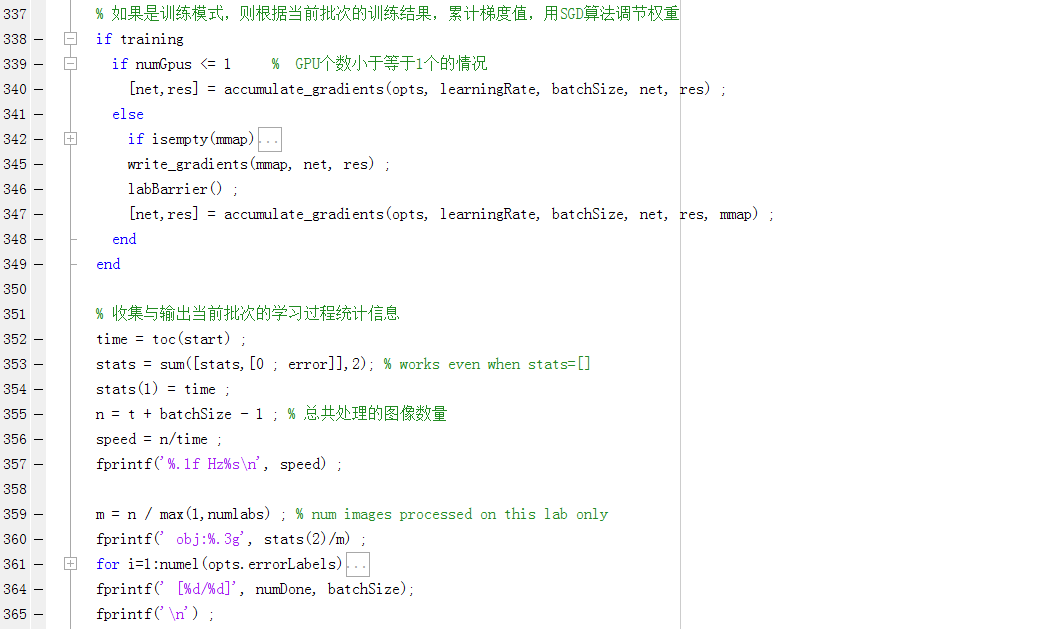 337 % 如果是训练模式，则根据当前批次的训练结果，累计梯度值，用SGD算法调节权重
338 - if training
339 - if numGpus <= 1 % GPU个数小于等于1个的情况
340 - [net,res] = accumulate_gradients(opts, learningRate, batchSize, net, res) ;
341 - else
342 - if isempty(mmap)...
345 - write_gradients(mmap, net, res) ;
346 - labBarrier() ;
347 - [net,res] = accumulate_gradients(opts, learningRate, batchSize, net, res, mmap) ;
348 - end
349 - end
350
351 % 收集与输出当前批次的学习过程统计信息
352 - time = toc(start) ;
353 - stats = sum([stats,[0 ; error]],2); % works even when stats=[]
354 - stats(1) = time ;
355 - n = t + batchSize - 1 ; % 总共处理的图像数量
356 - speed = n/time ;
357 - fprintf('%.1f Hz%s\n', speed) ;
358
359 - m = n / max(1,numlabs) ; % num images processed on this lab only
360 - fprintf(' obj:%.3g', stats(2)/m) ;
361 - for i=1:numel(opts.errorLabels)...
364 - fprintf(' [%d/%d]', numDone, batchSize);
365 - fprintf('\n') ;